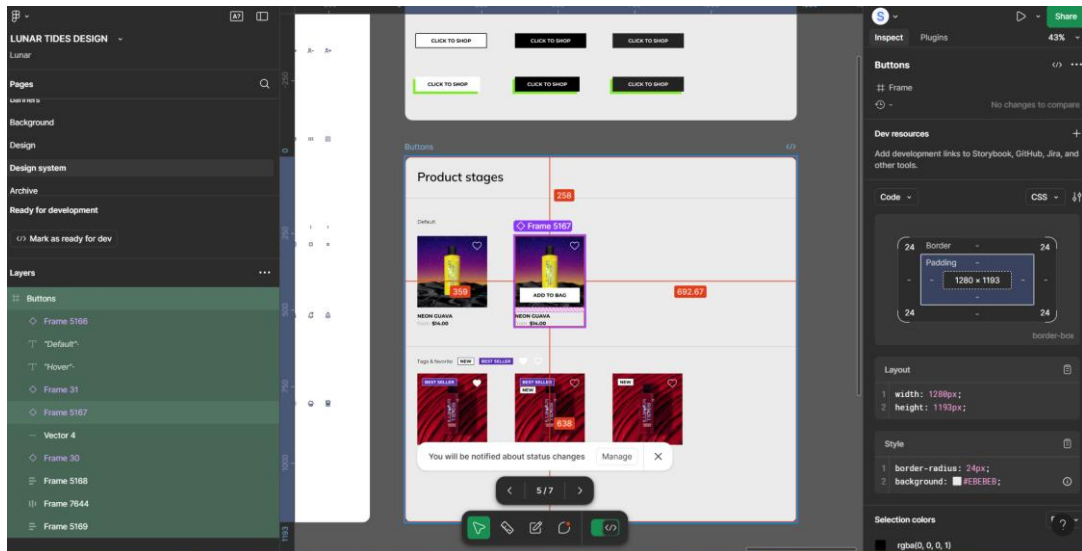 LUNAR TIDES DESIGN
Lunar
Pages
Background
Design
Design system
Archive
Ready for development
</> Mark as ready for dev
Layers
Buttons
Frame 5166
"Default"-
"Hover"-
Frame 31
Frame 5167
Vector 4
Frame 30
Frame 5168
Frame 7644
Frame 5169
A?
-250
0
250
500
750
1000
1193
CLICK TO SHOP
CLICK TO SHOP
CLICK TO SHOP
CLICK TO SHOP
CLICK TO SHOP
CLICK TO SHOP
Buttons
</>
Product stages
258
Default
Frame 5167
359
ADD TO BAG
692.67
NEON GUAVA
$14.00
NEON GUAVA
$14.00
Tags & favorite
NEW
BEST SELLER
BEST SELLER
BEST SELLER
NEW
NEW
638
You will be notified about status changes
Manage
5/7
</>
S
Share
Inspect
Plugins
43%
Buttons
</>
Frame
-
No changes to compare
Dev resources
Add development links to Storybook, GitHub, Jira, and
other tools.
Code
CSS
24
Border
-
24
Padding
-
-
-
1280 × 1193
-
-
24
-
24
border-box
Layout
1 width: 1280px;
2 height: 1193px;
Style
1 border-radius: 24px;
2 background: #EBEBEB;
Selection colors
?
rgba(0, 0, 0, 1)